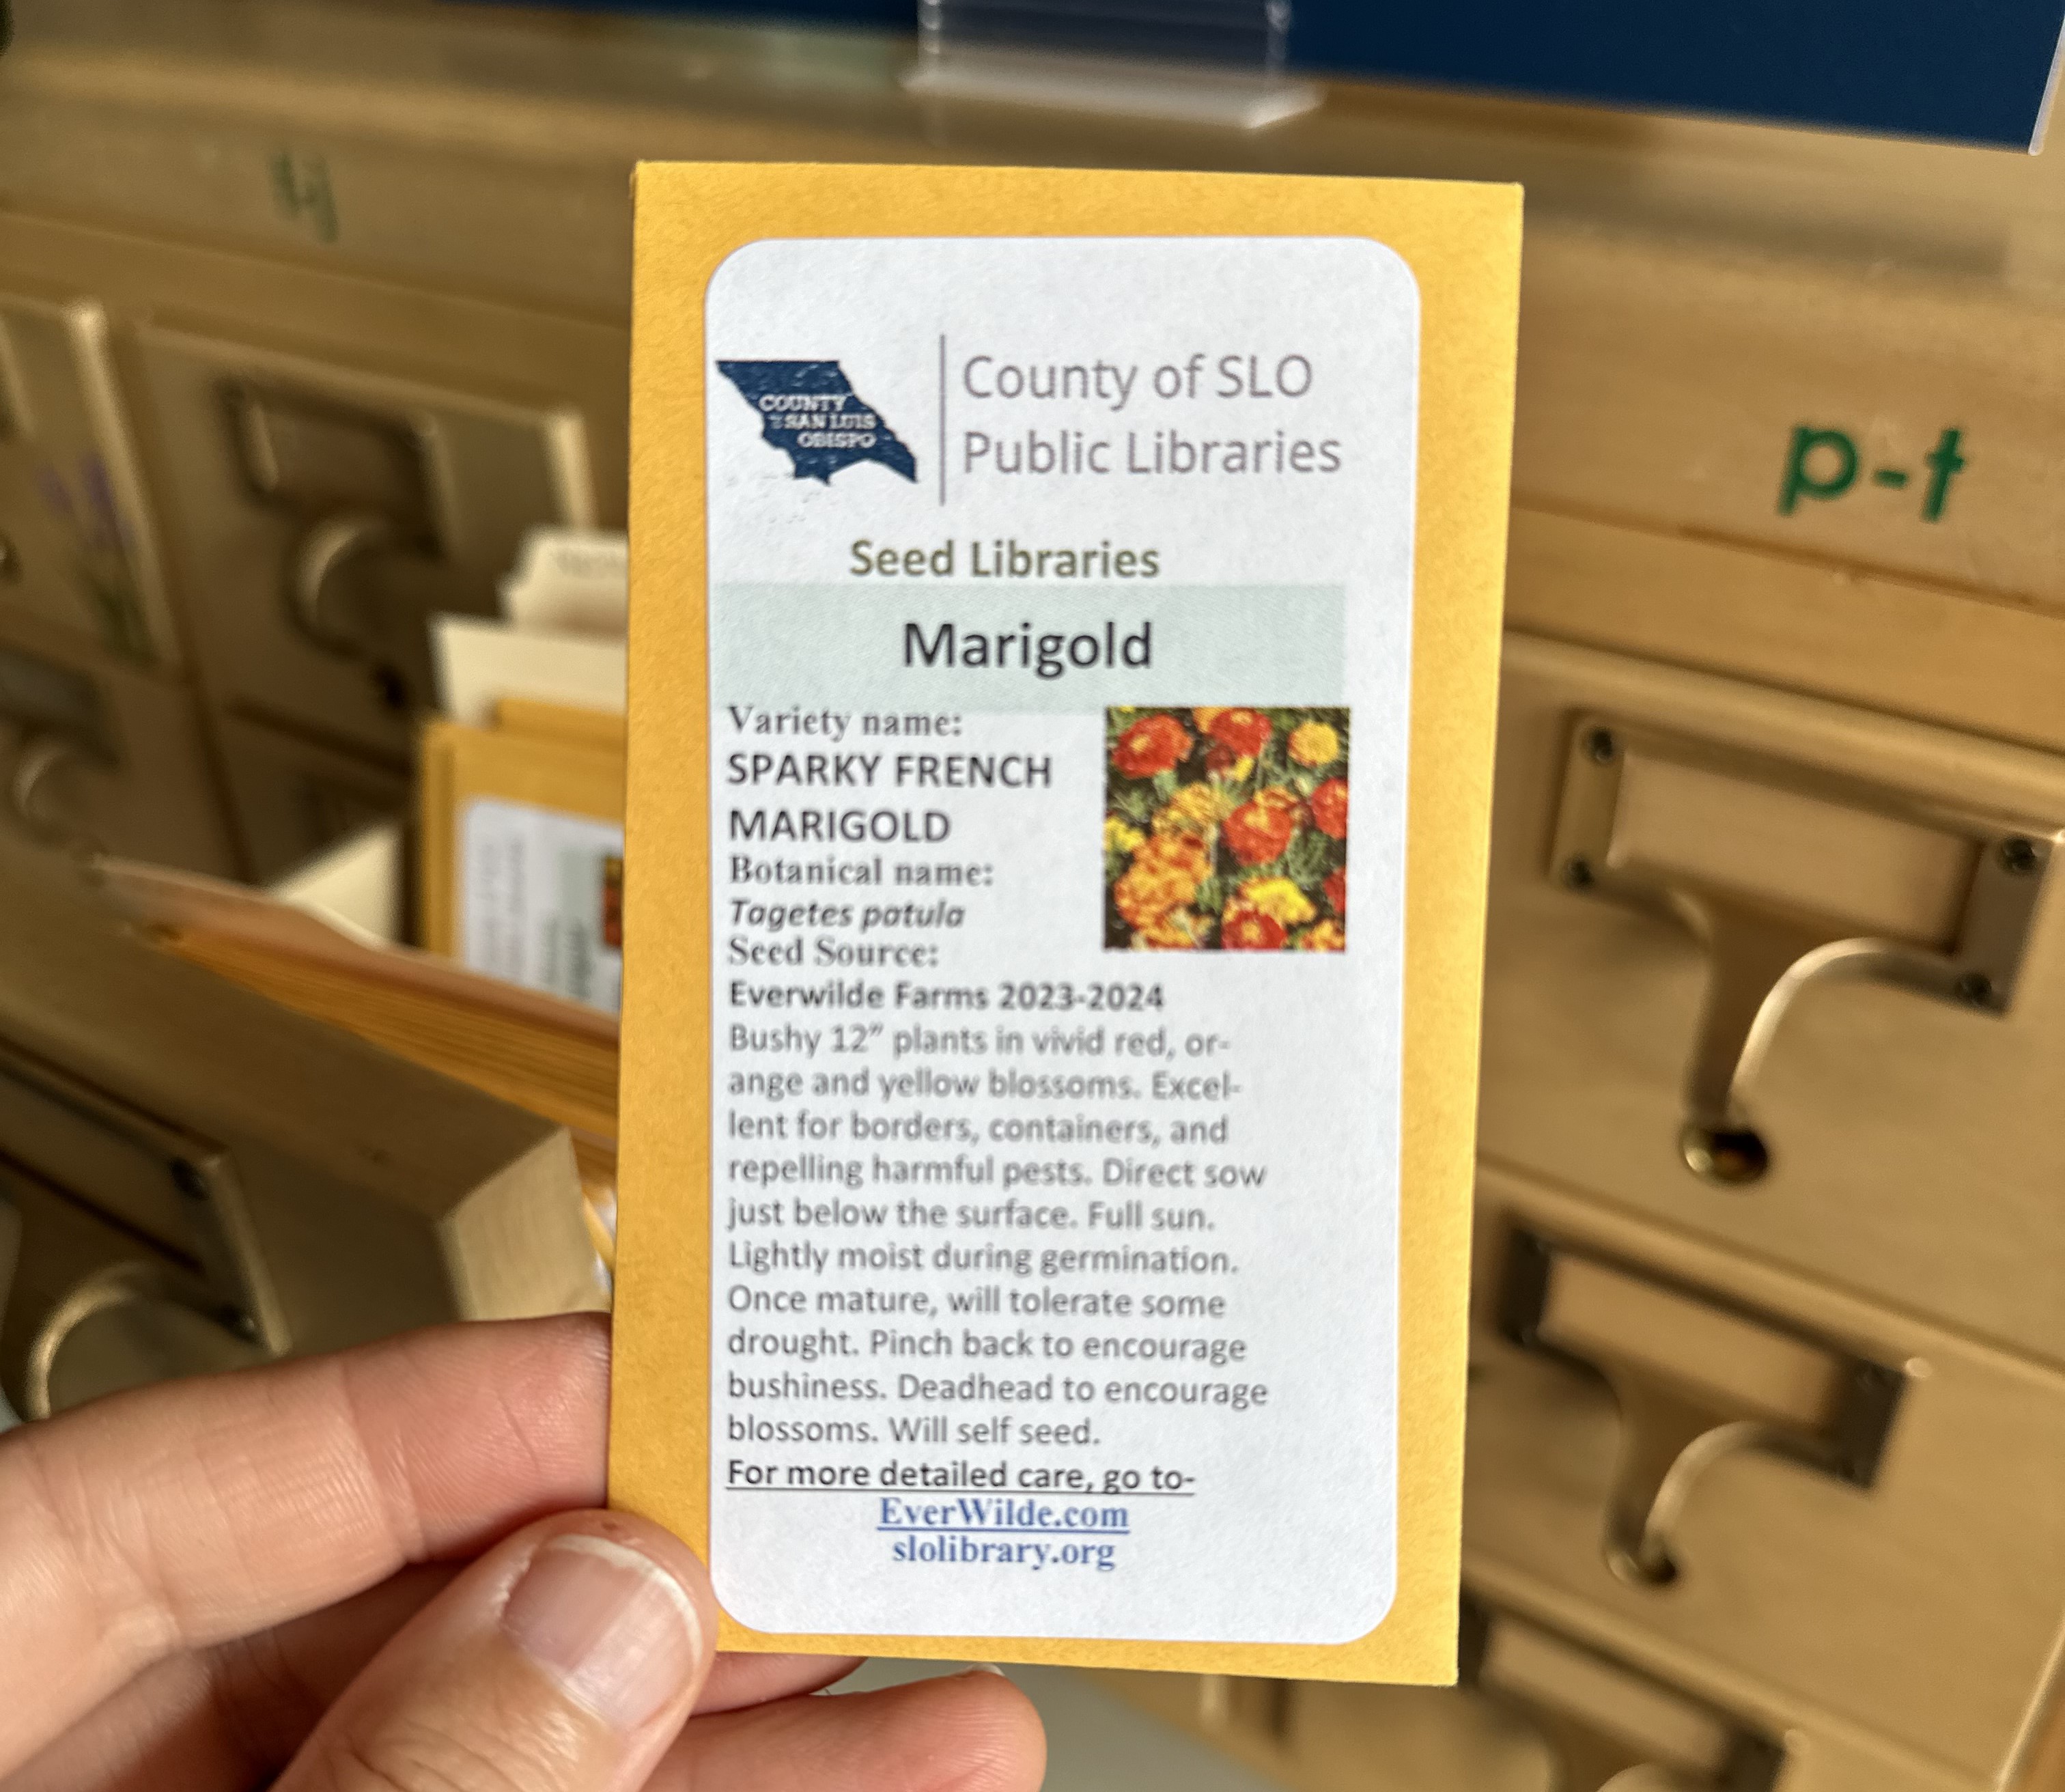 p-t
COUNTY
OF SAN LUIS
OBISPO
County of SLO
Public Libraries
Seed Libraries
Marigold
Variety name:
SPARKY FRENCH
MARIGOLD
Botanical name:
Tagetes patula
Seed Source:
Everwilde Farms 2023-2024
Bushy 12” plants in vivid red, or-
ange and yellow blossoms. Excel-
lent for borders, containers, and
repelling harmful pests. Direct sow
just below the surface. Full sun.
Lightly moist during germination.
Once mature, will tolerate some
drought. Pinch back to encourage
bushiness. Deadhead to encourage
blossoms. Will self seed.
For more detailed care, go to-
EverWilde.com
slolibrary.org